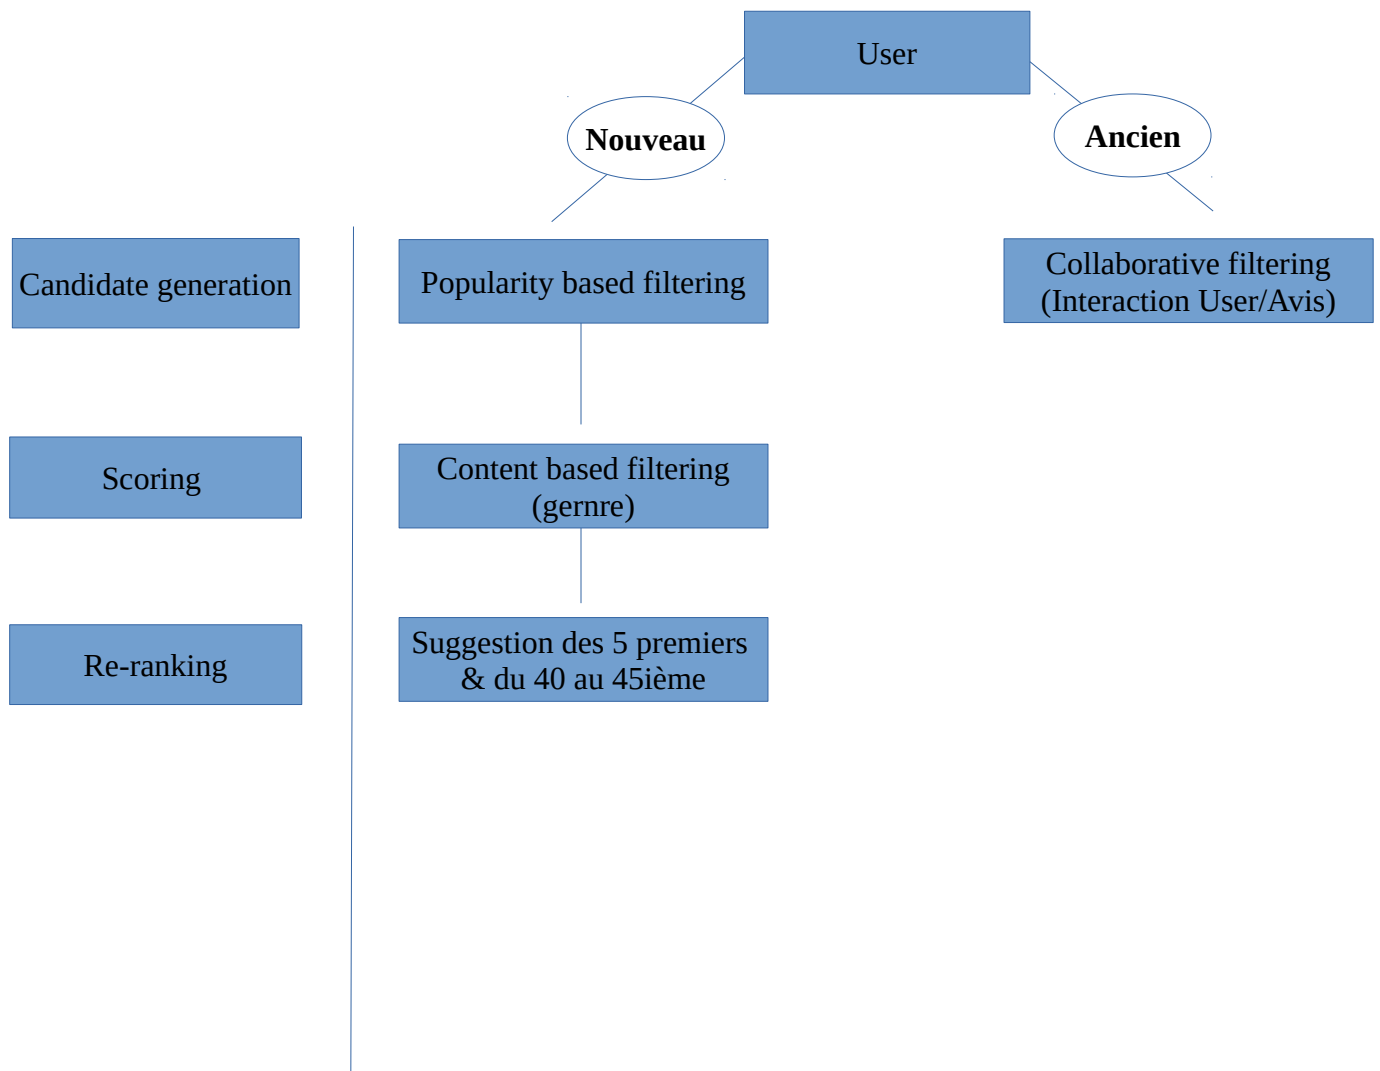 User
Nouveau
Ancien
Candidate generation
Popularity based filtering
Collaborative filtering
(Interaction User/Avis)
Scoring
Content based filtering
(gernre)
Re-ranking
Suggestion des 5 premiers
& du 40 au 45ième